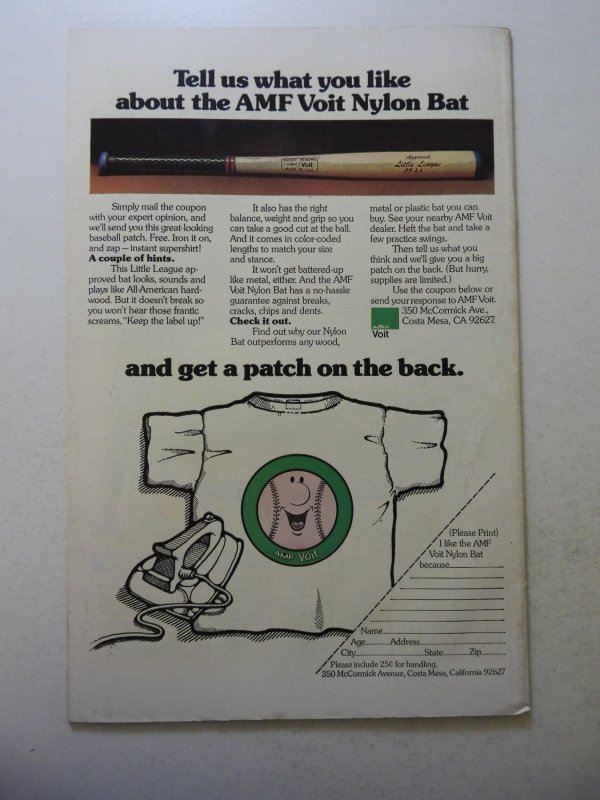 Tell us what you like
about the AMF Voit Nylon Bat
Voit
Approved
Little League
Simply mail the coupon
with your expert opinion, and
we'll send you this great-looking
baseball patch. Free. Iron it on,
and zap — instant supershirt!
A couple of hints.
This Little League ap-
proved bat looks, sounds and
plays like All-American hard-
wood. But it doesn't break so
you won't hear those frantic
screams, "Keep the label up!"
It also has the right
balance, weight and grip so you
can take a good cut at the ball.
And it comes in color-coded
lengths to match your size
and stance.
It won't get battered-up
like metal, either. And the AMF
Voit Nylon Bat has a no-hassle
guarantee against breaks,
cracks, chips and dents.
Check it out.
Find out why our Nylon
Bat outperforms any wood,
metal or plastic bat you can
buy. See your nearby AMF Voit
dealer. Heft the bat and take a
few practice swings.
Then tell us what you
think and we'll give you a big
patch on the back. (But hurry,
supplies are limited.)
Use the coupon below or
send your response to AMF Voit.
350 McCormick Ave.,
Costa Mesa, CA 92627.
AMF
Voit
and get a patch on the back.
AMF Voit
(Please Print)
I like the AMF
Voit Nylon Bat
because
Name
Age Address
City State Zip
Please include 25¢ for handling.
350 McCormick Avenue, Costa Mesa, California 92627